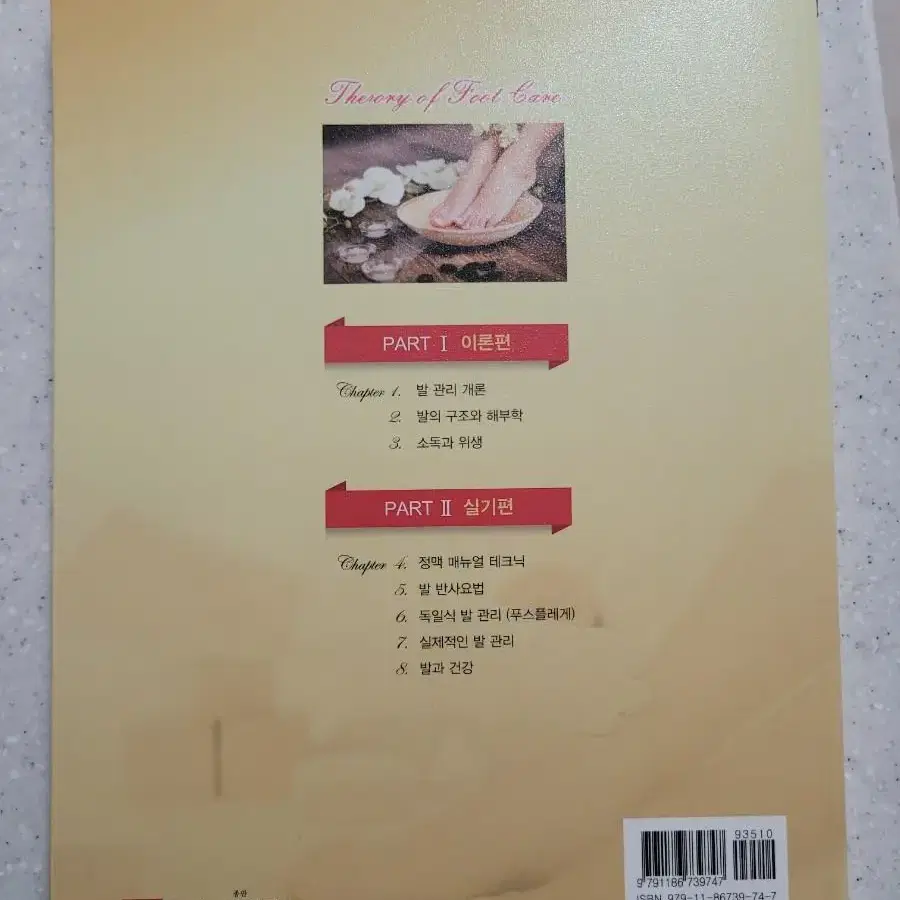 Thesory of Foot Care
PART Ⅰ 이론편
Chapter 1. 발 관리 개론
2. 발의 구조와 해부학
3. 소독과 위생
PART Ⅱ 실기편
Chapter 4. 정맥 매뉴얼 테크닉
5. 발 반사요법
6. 독일식 발 관리 (푸스플레게)
7. 실제적인 발 관리
8. 발과 건강
93510
9 791186 739747
ISBN 979-11-86739-74-7